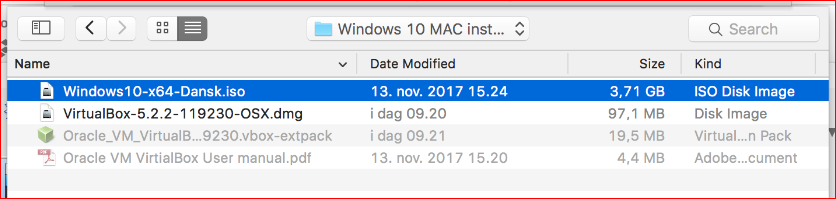 Windows 10 MAC inst...
Search
Name Date Modified Size Kind
Windows10-x64-Dansk.iso 13. nov. 2017 15.24 3,71 GB ISO Disk Image
VirtualBox-5.2.2-119230-OSX.dmg i dag 09.20 97,1 MB Disk Image
Oracle_VM_VirtualB...9230.vbox-extpack i dag 09.21 19,5 MB Virtual...n Pack
Oracle VM VirtialBox User manual.pdf 13. nov. 2017 15.20 4,4 MB Adobe...cument